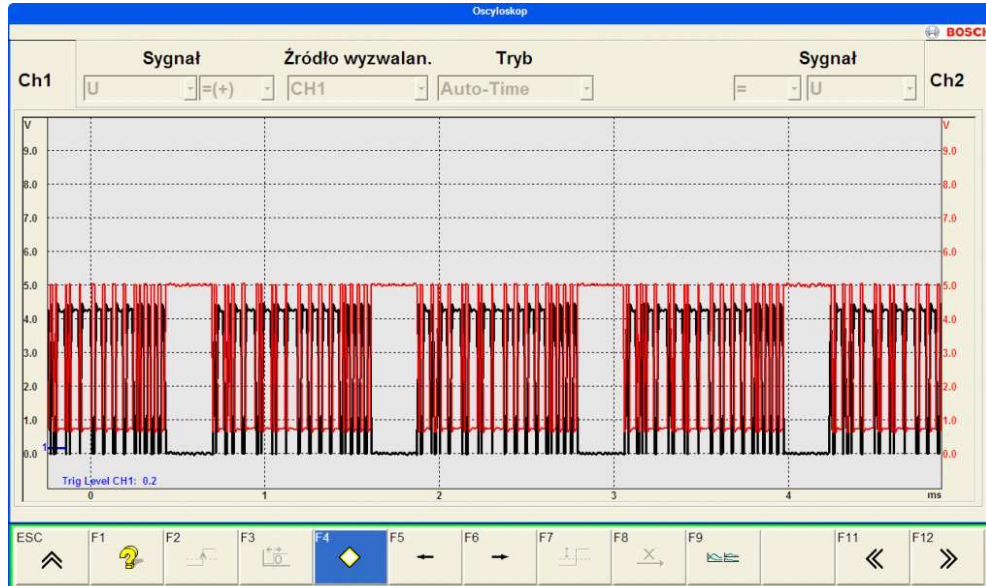 Oscyloskop
BOSCH
Ch1
Sygnał
Źródło wyzwalan.
Tryb
Sygnał
Ch2
U
=(+)
CH1
Auto-Time
=
U
V
V
9.0
9.0
8.0
8.0
7.0
7.0
6.0
6.0
5.0
5.0
4.0
4.0
3.0
3.0
2.0
2.0
1.0
1.0
0.0
1
0.0
Trig Level CH1: 0.2
0
1
2
3
4
ms
ESC
F1
F2
F3
F4
F5
F6
F7
F8
F9
F11
F12